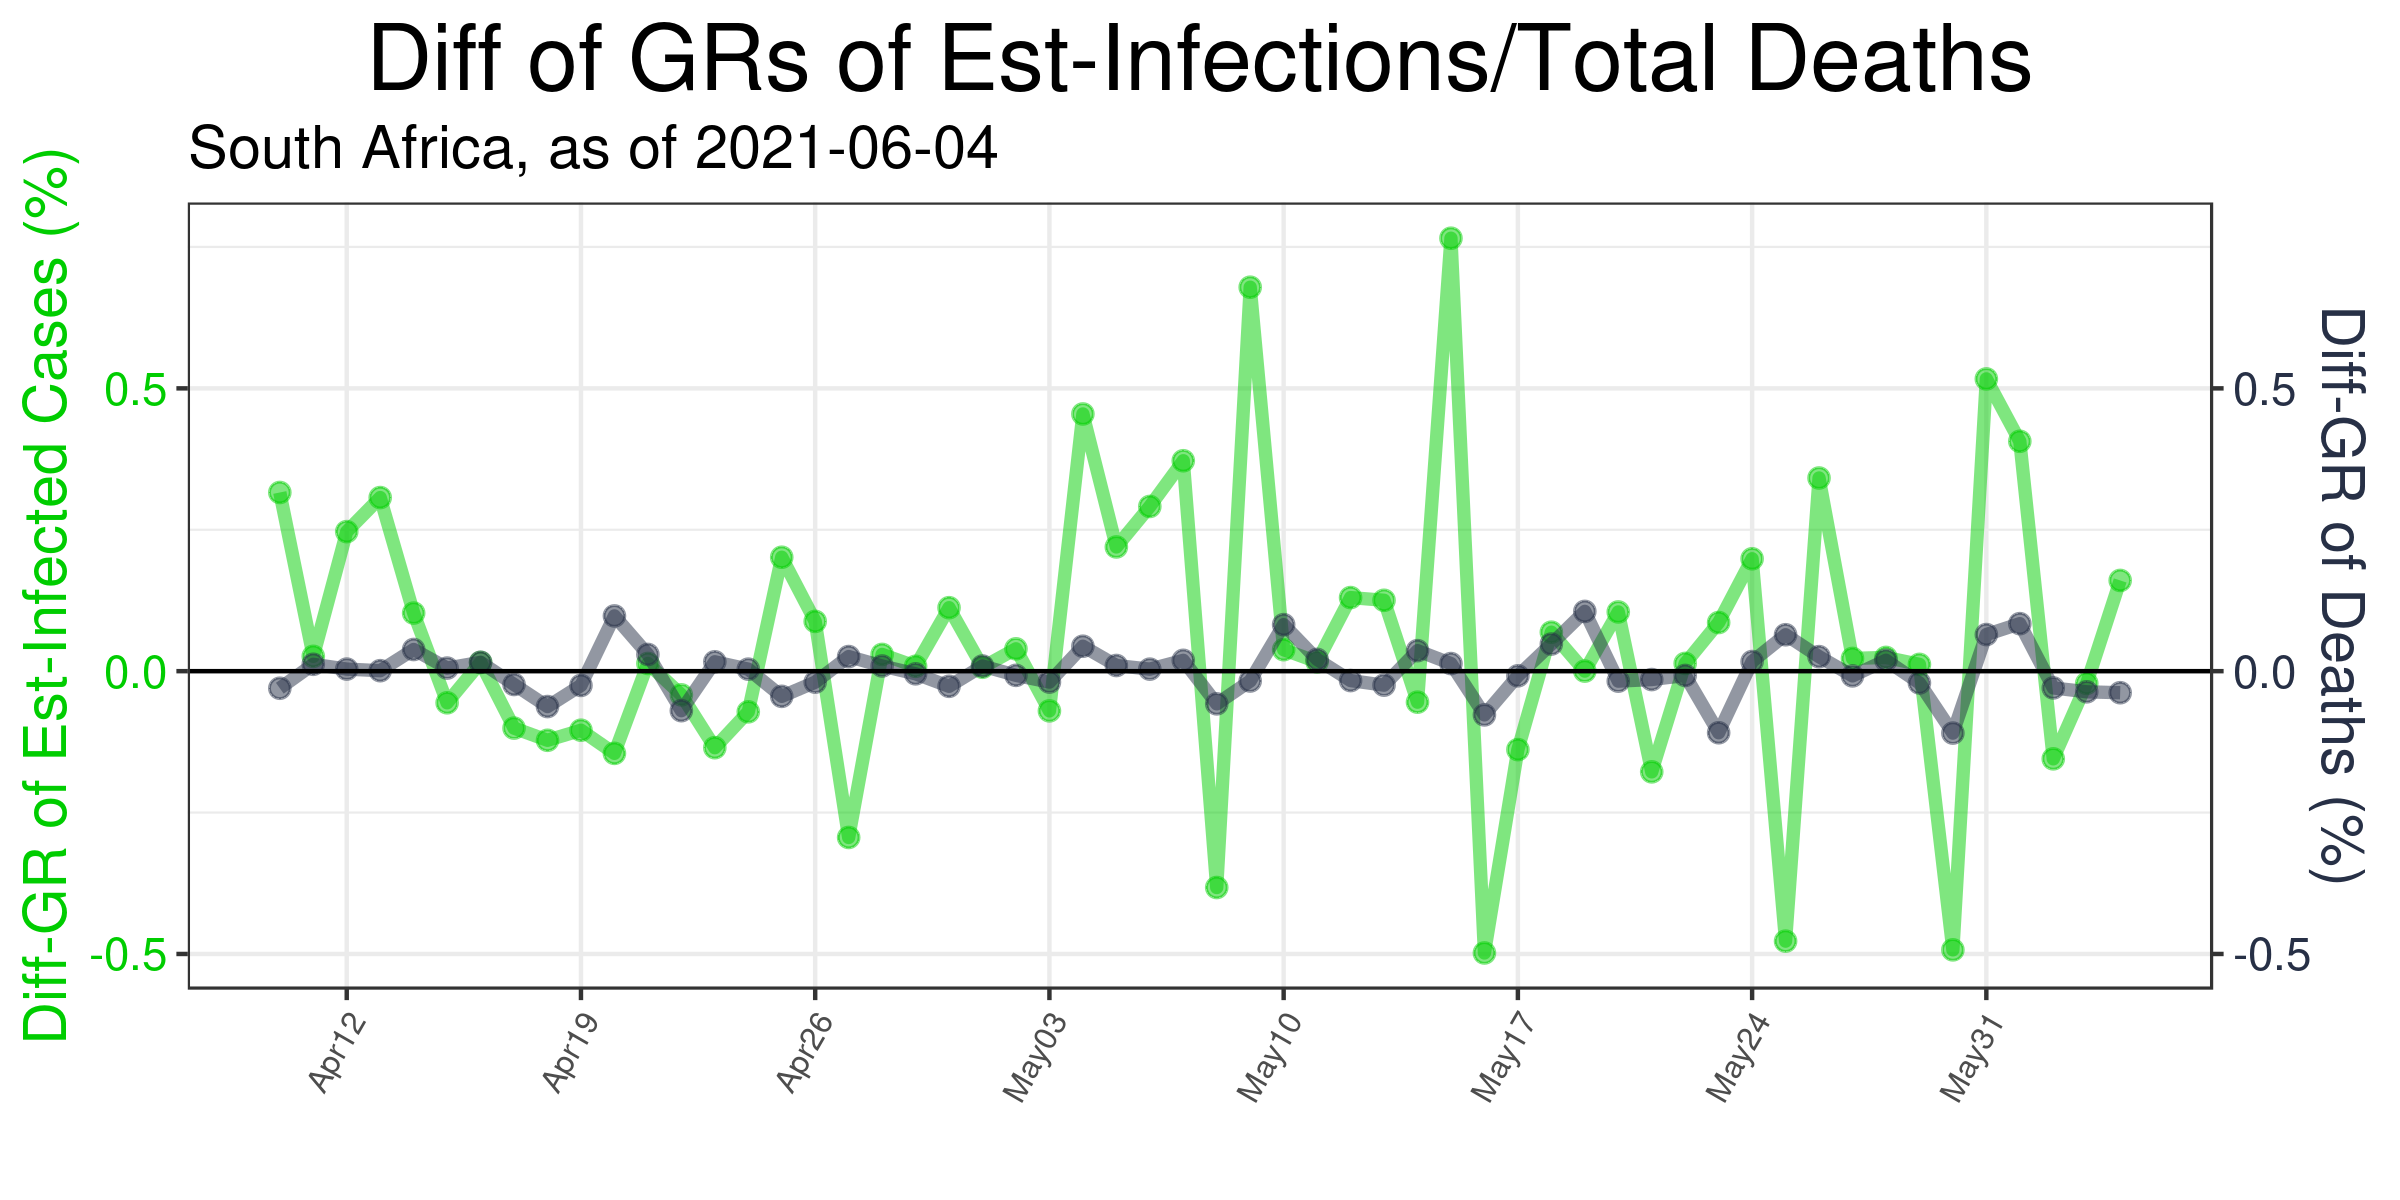 Diff of GRs of Est-Infections/Total Deaths
South Africa, as of 2021-06-04
Diff-GR of Est-Infected Cases (%)
0.5
0.0
-0.5
Diff-GR of Deaths (%)
0.5
0.0
-0.5
Apr12
Apr19
Apr26
May03
May10
May17
May24
May31